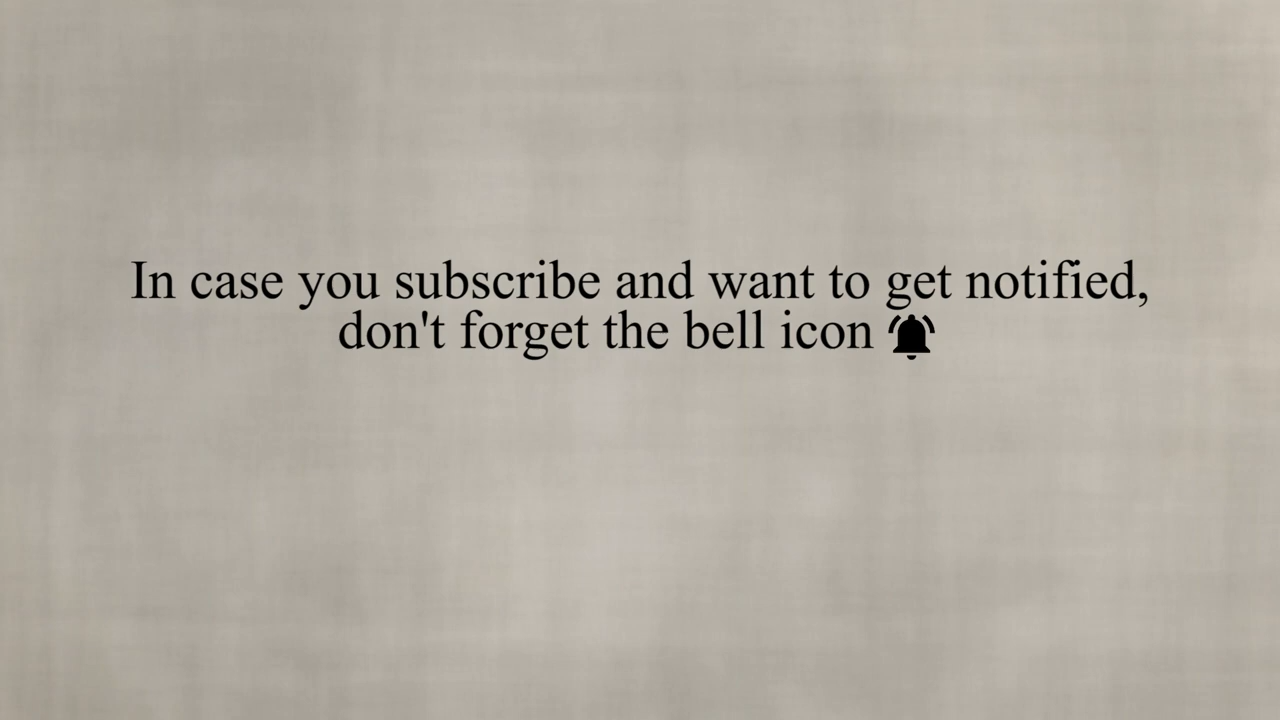 In case you subscribe and want to get notified,
don't forget the bell icon